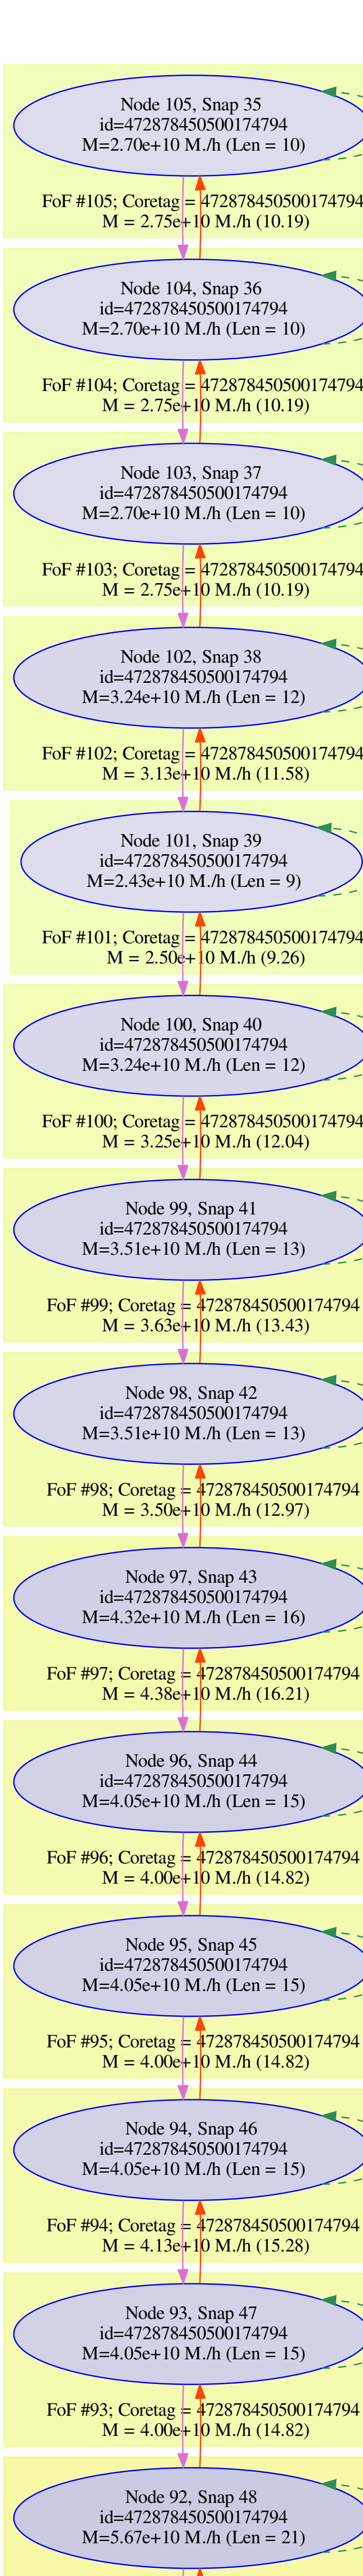 Node 105, Snap 35
id=472878450500174794
M=2.70e+10 M./h (Len = 10)
FoF #105; Coretag = 472878450500174794
M = 2.75e+10 M./h (10.19)
Node 104, Snap 36
id=472878450500174794
M=2.70e+10 M./h (Len = 10)
FoF #104; Coretag = 472878450500174794
M = 2.75e+10 M./h (10.19)
Node 103, Snap 37
id=472878450500174794
M=2.70e+10 M./h (Len = 10)
FoF #103; Coretag = 472878450500174794
M = 2.75e+10 M./h (10.19)
Node 102, Snap 38
id=472878450500174794
M=3.24e+10 M./h (Len = 12)
FoF #102; Coretag = 472878450500174794
M = 3.13e+10 M./h (11.58)
Node 101, Snap 39
id=472878450500174794
M=2.43e+10 M./h (Len = 9)
FoF #101; Coretag = 472878450500174794
M = 2.50e+10 M./h (9.26)
Node 100, Snap 40
id=472878450500174794
M=3.24e+10 M./h (Len = 12)
FoF #100; Coretag = 472878450500174794
M = 3.25e+10 M./h (12.04)
Node 99, Snap 41
id=472878450500174794
M=3.51e+10 M./h (Len = 13)
FoF #99; Coretag = 472878450500174794
M = 3.63e+10 M./h (13.43)
Node 98, Snap 42
id=472878450500174794
M=3.51e+10 M./h (Len = 13)
FoF #98; Coretag = 472878450500174794
M = 3.50e+10 M./h (12.97)
Node 97, Snap 43
id=472878450500174794
M=4.32e+10 M./h (Len = 16)
FoF #97; Coretag = 472878450500174794
M = 4.38e+10 M./h (16.21)
Node 96, Snap 44
id=472878450500174794
M=4.05e+10 M./h (Len = 15)
FoF #96; Coretag = 472878450500174794
M = 4.00e+10 M./h (14.82)
Node 95, Snap 45
id=472878450500174794
M=4.05e+10 M./h (Len = 15)
FoF #95; Coretag = 472878450500174794
M = 4.00e+10 M./h (14.82)
Node 94, Snap 46
id=472878450500174794
M=4.05e+10 M./h (Len = 15)
FoF #94; Coretag = 472878450500174794
M = 4.13e+10 M./h (15.28)
Node 93, Snap 47
id=472878450500174794
M=4.05e+10 M./h (Len = 15)
FoF #93; Coretag = 472878450500174794
M = 4.00e+10 M./h (14.82)
Node 92, Snap 48
id=472878450500174794
M=5.67e+10 M./h (Len = 21)